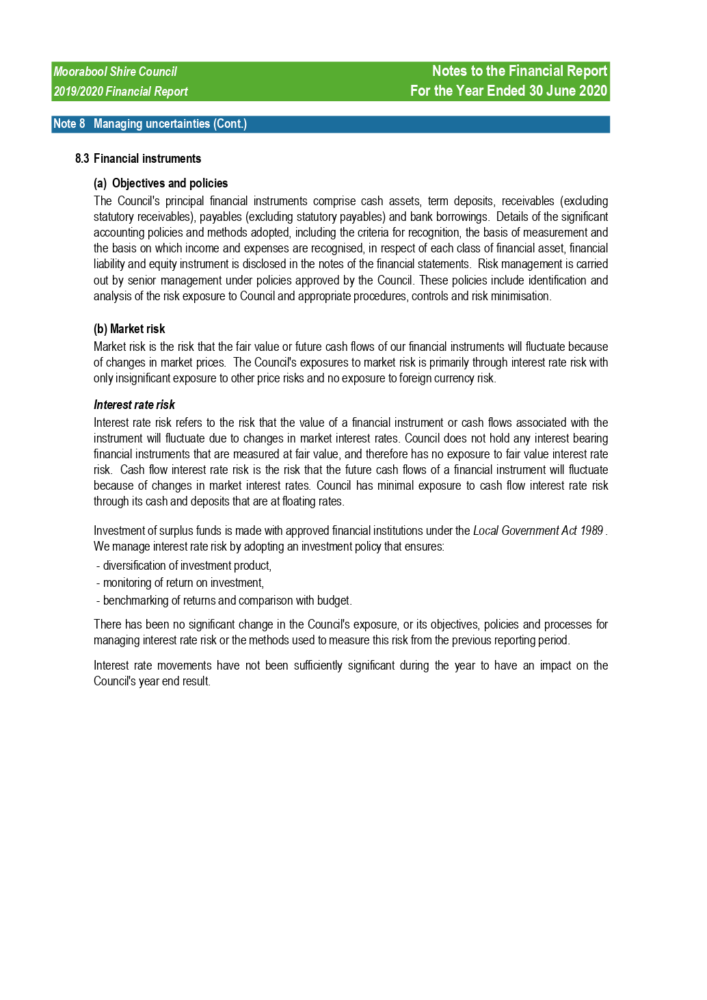 Moorabool Shire Council
Notes to the Financial Report
2019/2020 Financial Report
For the Year Ended 30 June 2020
Note 8 Managing uncertainties (Cont.)
8.3 Financial instruments
(a) Objectives and policies
The Council's principal financial instruments comprise cash assets, term deposits, receivables (excluding
statutory receivables), payables (excluding statutory payables) and bank borrowings. Details of the significant
accounting policies and methods adopted, including the criteria for recognition, the basis of measurement and
the basis on which income and expenses are recognised, in respect of each class of financial asset, financial
liability and equity instrument is disclosed in the notes of the financial statements. Risk management is carried
out by senior management under policies approved by the Council. These policies include identification and
analysis of the risk exposure to Council and appropriate procedures, controls and risk minimisation.
(b) Market risk
Market risk is the risk that the fair value or future cash flows of our financial instruments will fluctuate because
of changes in market prices. The Council's exposures to market risk is primarily through interest rate risk with
only insignificant exposure to other price risks and no exposure to foreign currency risk.
Interest rate risk
Interest rate risk refers to the risk that the value of a financial instrument or cash flows associated with the
instrument will fluctuate due to changes in market interest rates. Council does not hold any interest bearing
financial instruments that are measured at fair value, and therefore has no exposure to fair value interest rate
risk. Cash flow interest rate risk is the risk that the future cash flows of a financial instrument will fluctuate
because of changes in market interest rates. Council has minimal exposure to cash flow interest rate risk
through its cash and deposits that are at floating rates.
Investment of surplus funds is made with approved financial institutions under the Local Government Act 1989 .
We manage interest rate risk by adopting an investment policy that ensures:
- diversification of investment product,
- monitoring of return on investment,
- benchmarking of returns and comparison with budget.
There has been no significant change in the Council's exposure, or its objectives, policies and processes for
managing interest rate risk or the methods used to measure this risk from the previous reporting period.
Interest rate movements have not been sufficiently significant during the year to have an impact on the
Council's year end result.